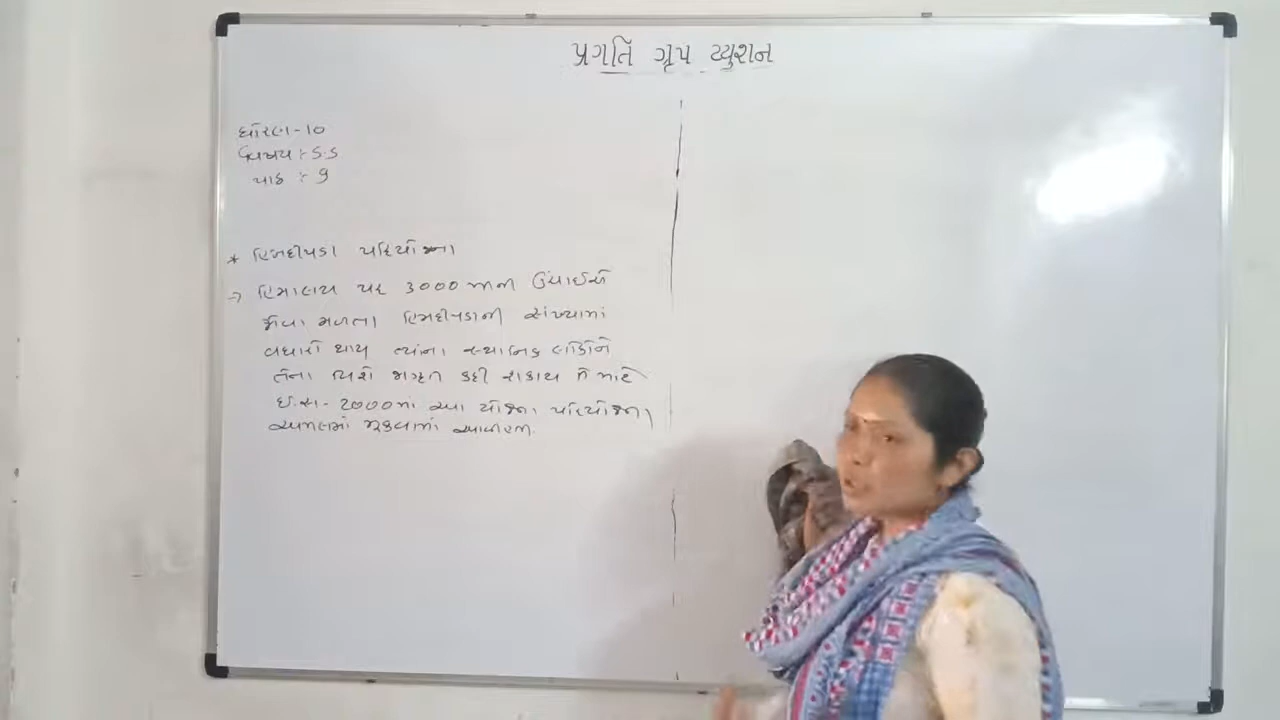 પ્રગતિ ગૃપ ટ્યુશન
ધોરણ-10
વિષય :- S.S
પાઠ :- 9
* હિમદીપડા પરિયોજના
→ હિમાલય પર 3000 મીની ઉંચાઈએ
જોવા મળતા હિમદીપડાની સંખ્યામાં
વધારો થાય ત્યાંના સ્થાનિક લોકોને
તેના વિશે જાગૃત કરી શકાય તે માટે
ઈ.સ- 2000માં આ યોજના પરિયોજના
અમલમાં મૂકવામાં આવી